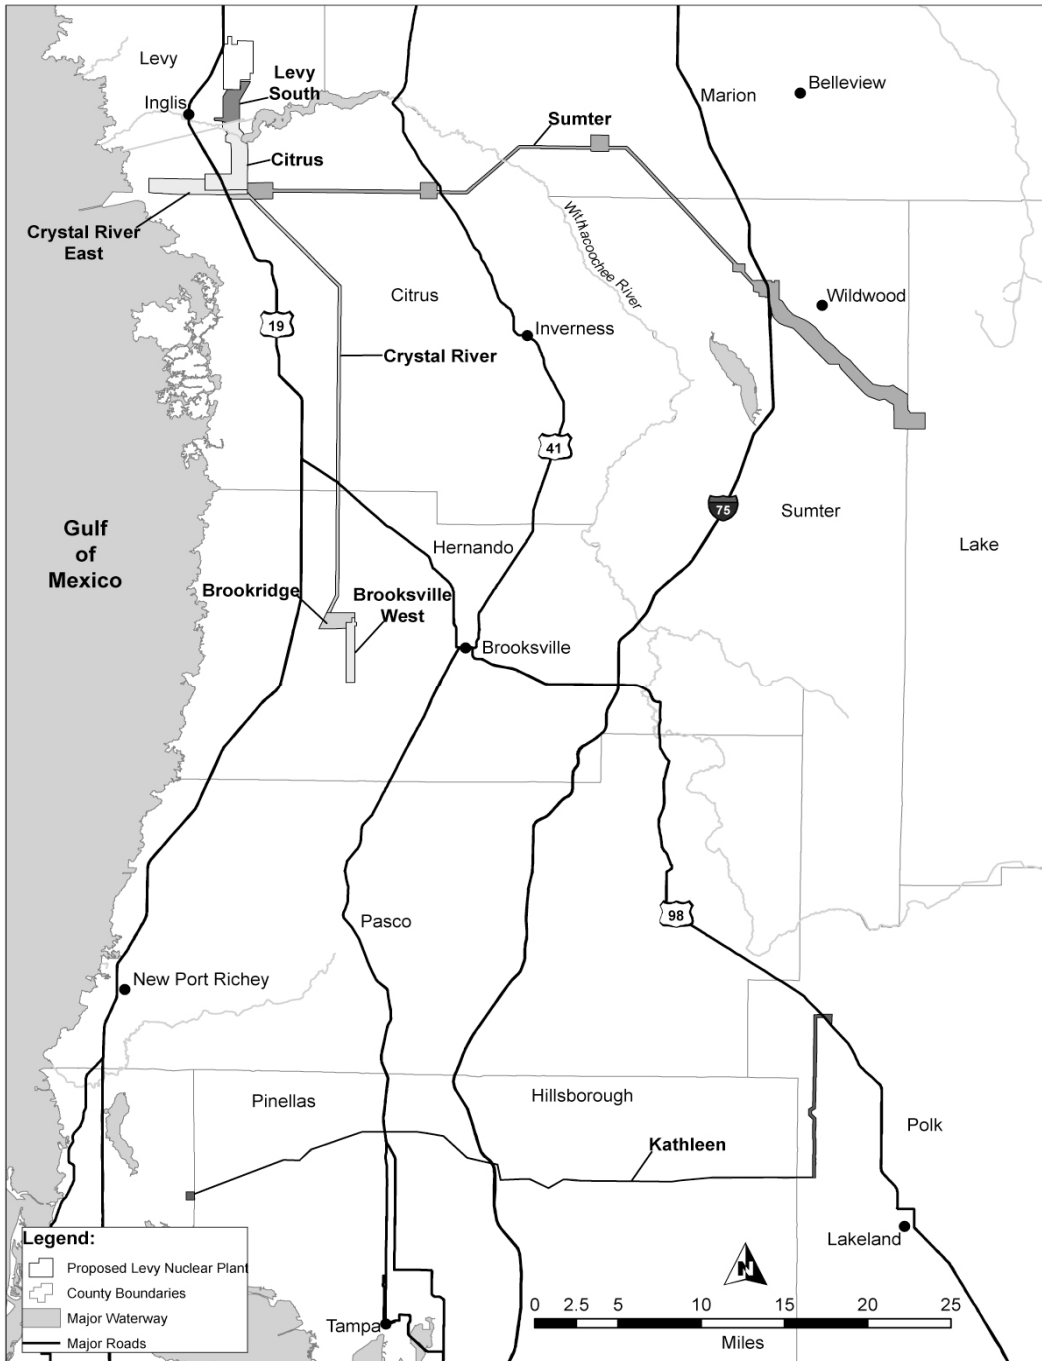 Levy
Levy
South
Inglis
Marion
Belleview
Sumter
Citrus
Withlacoochee River
Crystal River
East
Citrus
Wildwood
19
Inverness
Crystal River
41
75
Sumter
Gulf
of
Mexico
Hernando
Lake
Brookridge
Brooksville
West
Brooksville
98
Pasco
New Port Richey
Pinellas
Hillsborough
Polk
Kathleen
Lakeland
Legend:
Proposed Levy Nuclear Plant
County Boundaries
Major Waterway
Major Roads
Tampa
N
0 2.5 5 10 15 20 25
Miles